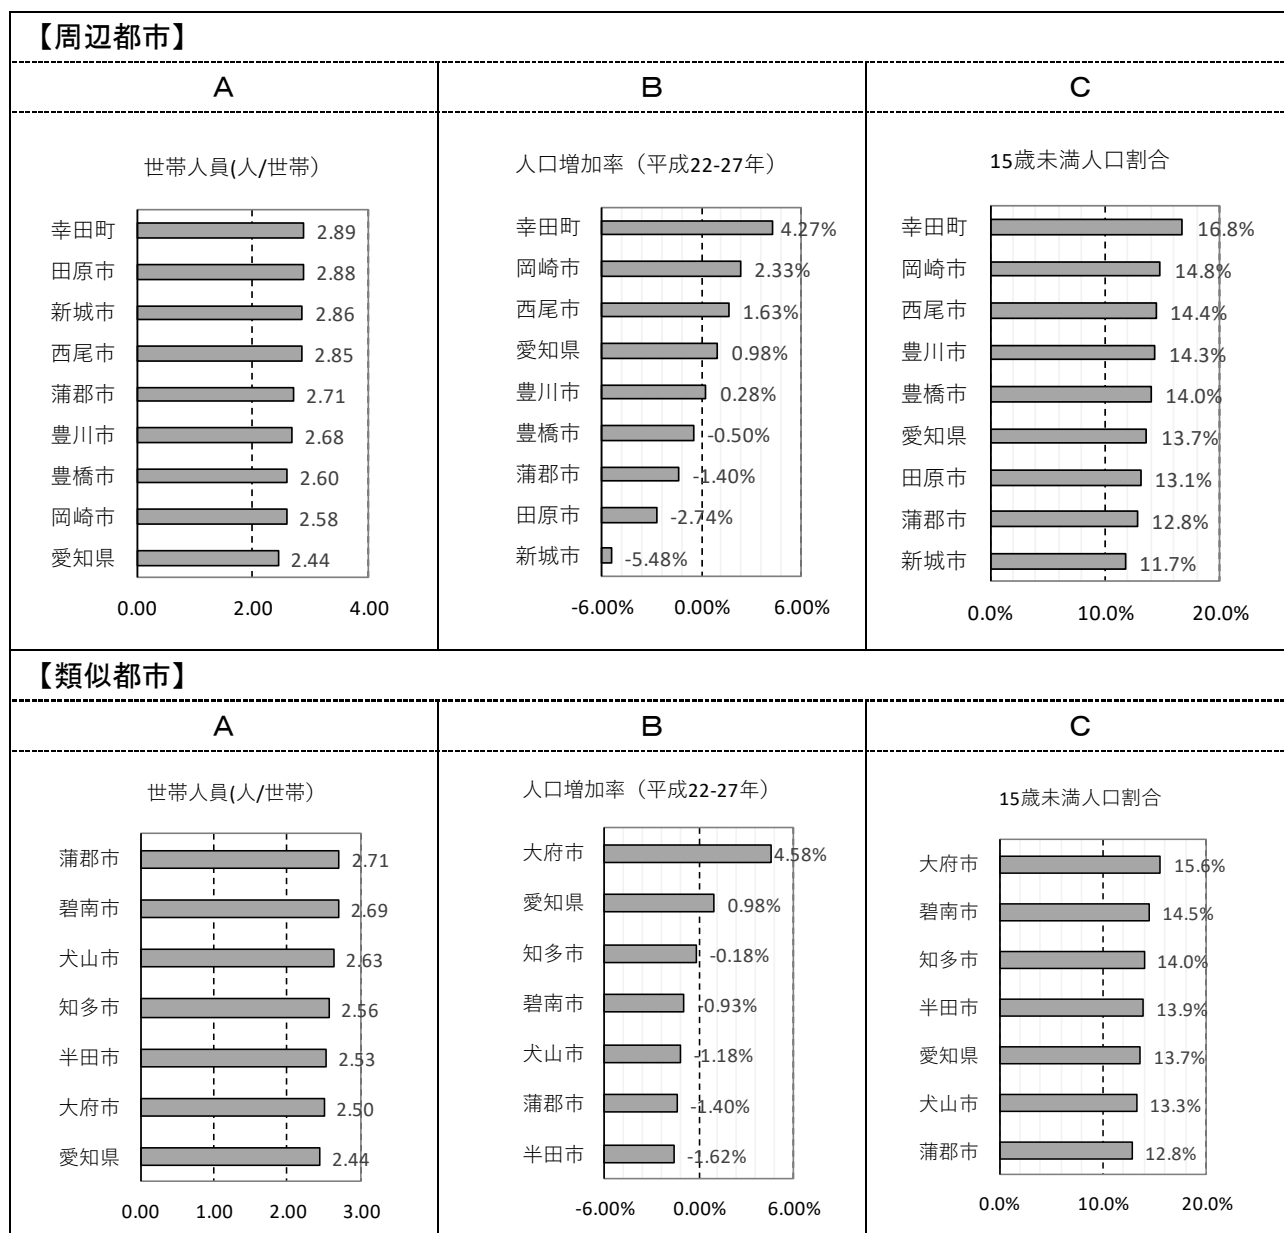 【周辺都市】
A B C
世帯人員(人/世帯)
幸田町 2.89
田原市 2.88
新城市 2.86
西尾市 2.85
蒲郡市 2.71
豊川市 2.68
豊橋市 2.60
岡崎市 2.58
愛知県 2.44
0.00 2.00 4.00
人口増加率（平成22-27年）
幸田町 4.27%
岡崎市 2.33%
西尾市 1.63%
愛知県 0.98%
豊川市 0.28%
豊橋市 -0.50%
蒲郡市 -1.40%
田原市 -2.74%
新城市 -5.48%
-6.00% 0.00% 6.00%
15歳未満人口割合
幸田町 16.8%
岡崎市 14.8%
西尾市 14.4%
豊川市 14.3%
豊橋市 14.0%
愛知県 13.7%
田原市 13.1%
蒲郡市 12.8%
新城市 11.7%
0.0% 10.0% 20.0%
【類似都市】
A B C
世帯人員(人/世帯)
蒲郡市 2.71
碧南市 2.69
犬山市 2.63
知多市 2.56
半田市 2.53
大府市 2.50
愛知県 2.44
0.00 1.00 2.00 3.00
人口増加率（平成22-27年）
大府市 4.58%
愛知県 0.98%
知多市 -0.18%
碧南市 -0.93%
犬山市 -1.18%
蒲郡市 -1.40%
半田市 -1.62%
-6.00% 0.00% 6.00%
15歳未満人口割合
大府市 15.6%
碧南市 14.5%
知多市 14.0%
半田市 13.9%
愛知県 13.7%
犬山市 13.3%
蒲郡市 12.8%
0.0% 10.0% 20.0%